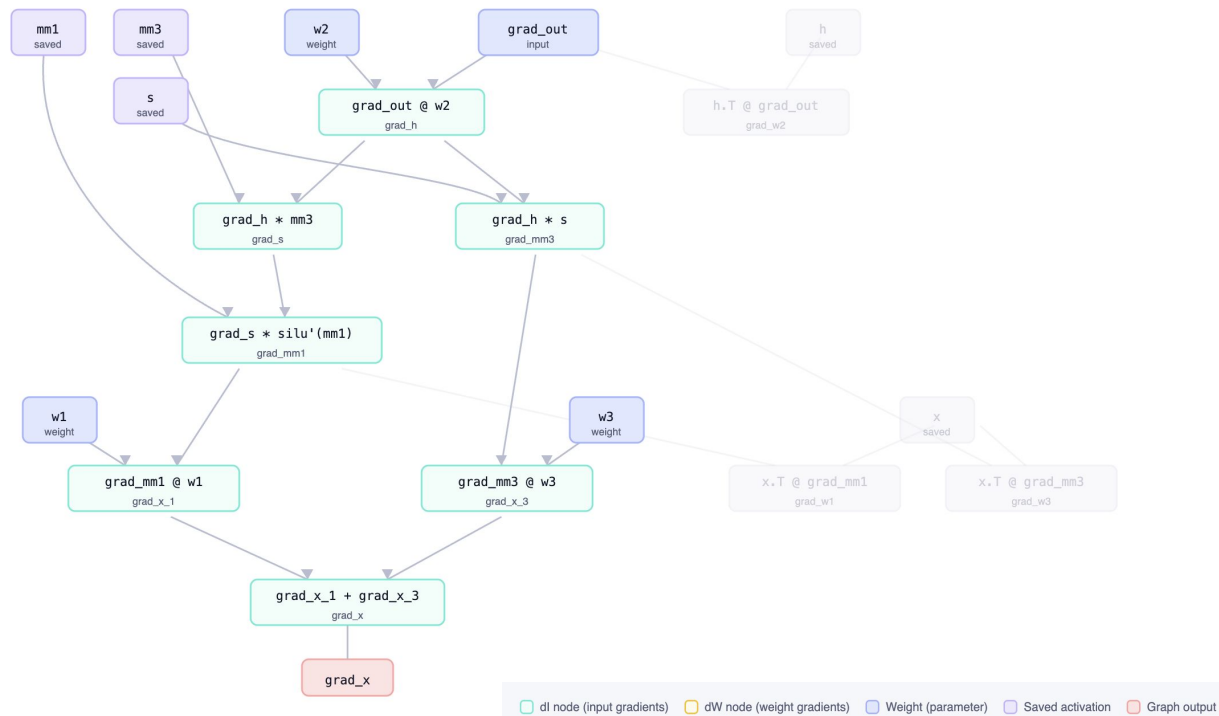 mm1
saved
mm3
saved
w2
weight
grad_out
input
h
saved
s
saved
grad_out @ w2
grad_h
h.T @ grad_out
grad_w2
grad_h * mm3
grad_s
grad_h * s
grad_mm3
grad_s * silu'(mm1)
grad_mm1
w1
weight
w3
weight
x
saved
grad_mm1 @ w1
grad_x_1
grad_mm3 @ w3
grad_x_3
x.T @ grad_mm1
grad_w1
x.T @ grad_mm3
grad_w3
grad_x_1 + grad_x_3
grad_x
grad_x
dI node (input gradients)
dW node (weight gradients)
Weight (parameter)
Saved activation
Graph output